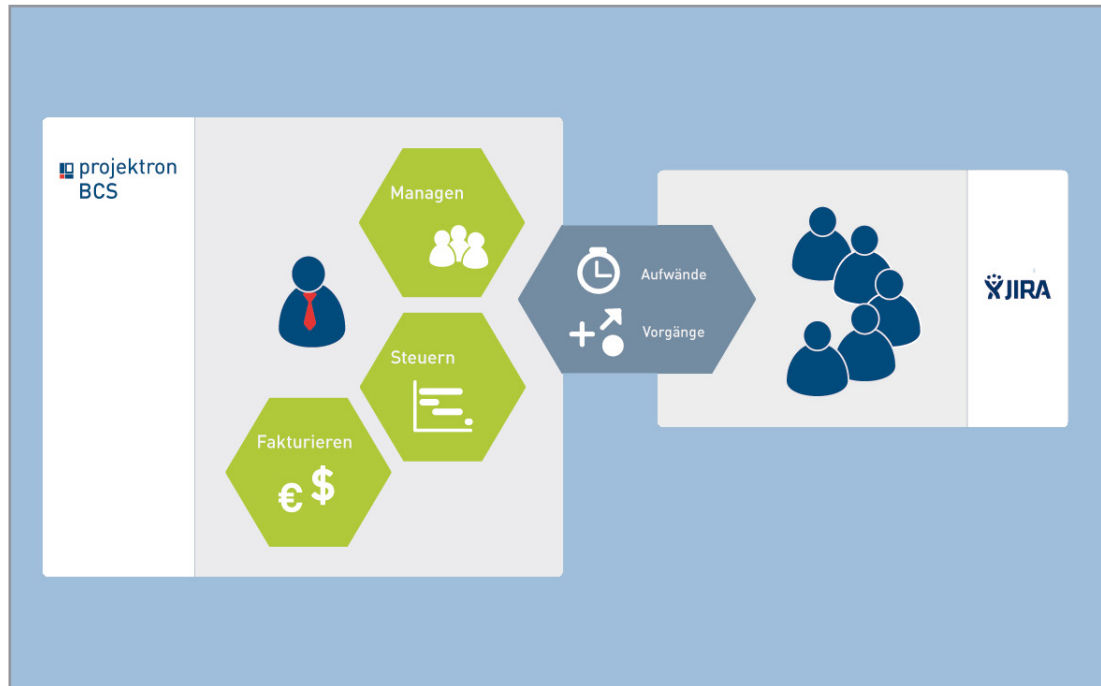 projektron
BCS
Managen
Steuern
Fakturieren
€ $
Aufwände
Vorgänge
JIRA